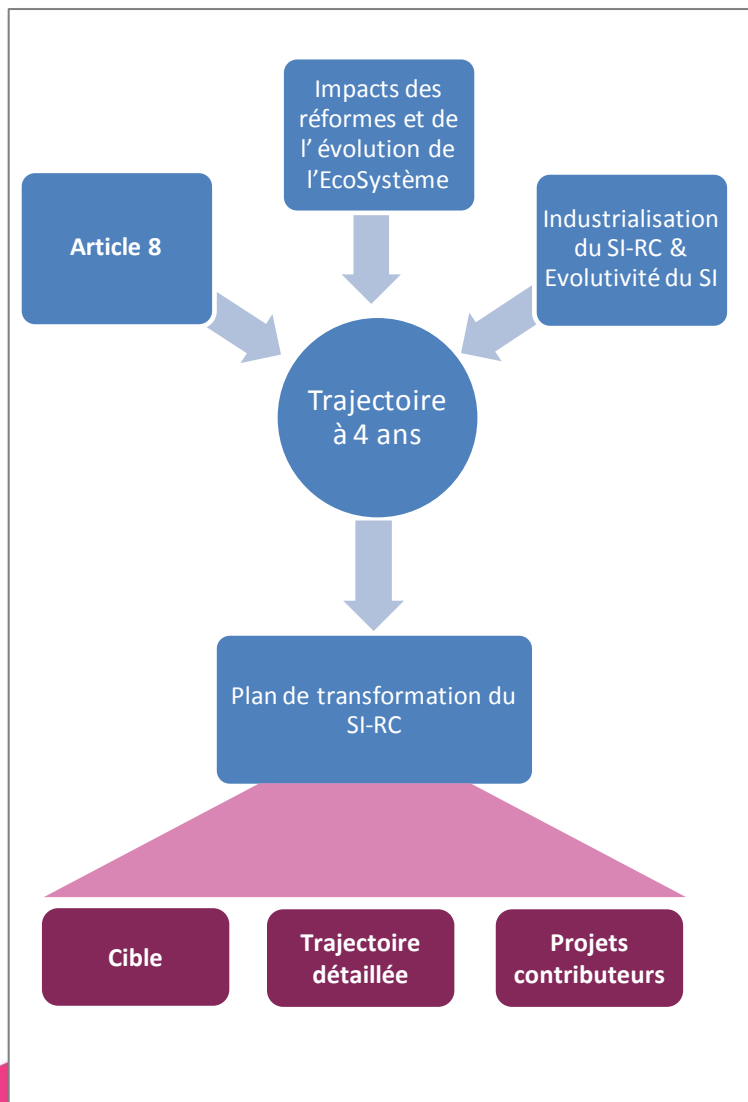 Impacts des
réformes et de
l' évolution de
l'EcoSystème
Article 8
Industrialisation
du SI-RC &
Evolutivité du SI
Trajectoire
à 4 ans
Plan de transformation du
SI-RC
Cible
Trajectoire
détaillée
Projets
contributeurs